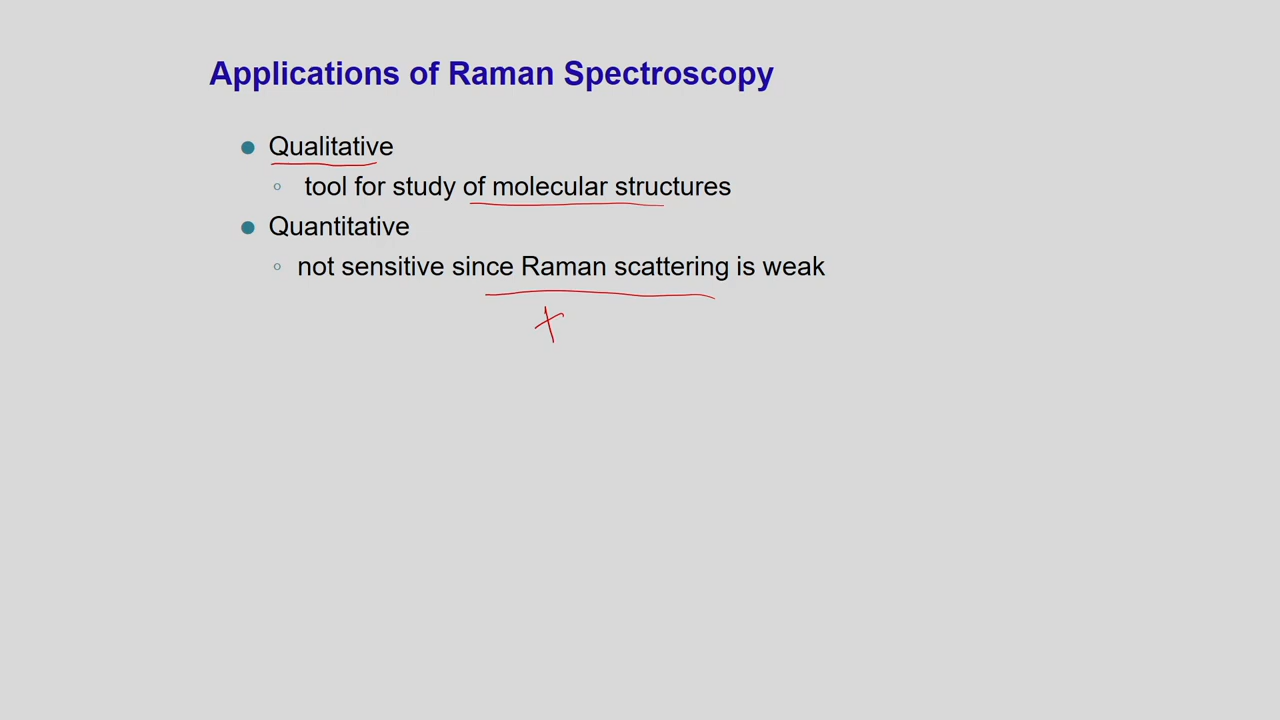 Applications of Raman Spectroscopy
Qualitative
tool for study of molecular structures
Quantitative
not sensitive since Raman scattering is weak